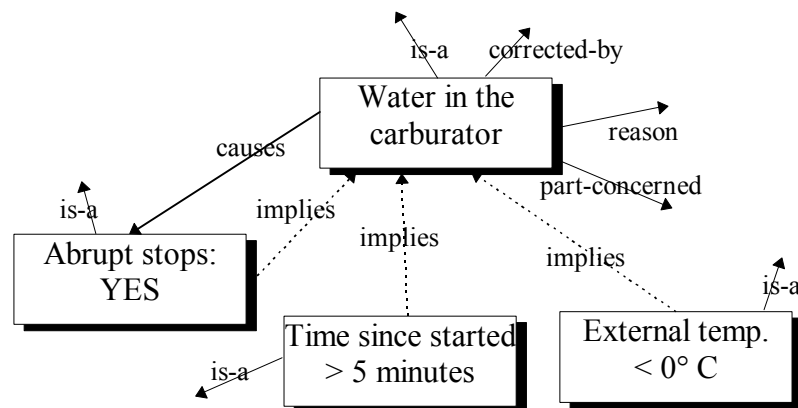 is-a
corrected-by
Water in the
carburator
reason
causes
part-concerned
is-a
implies
implies
Abrupt stops:
YES
implies
is-a
Time since started
> 5 minutes
External temp.
< 0° C
is-a